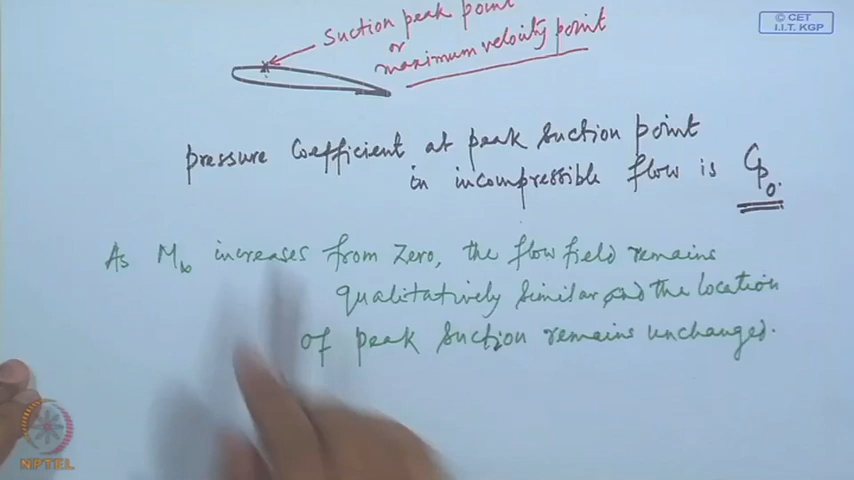 © CET
I.I.T. KGP
Suction peak point
or
maximum velocity point
pressure coefficient at peak suction point
in incompressible flow is Cp₀.
As M∞ increases from zero, the flow field remains
qualitatively similar and the location
of peak suction remains unchanged.
NPTEL